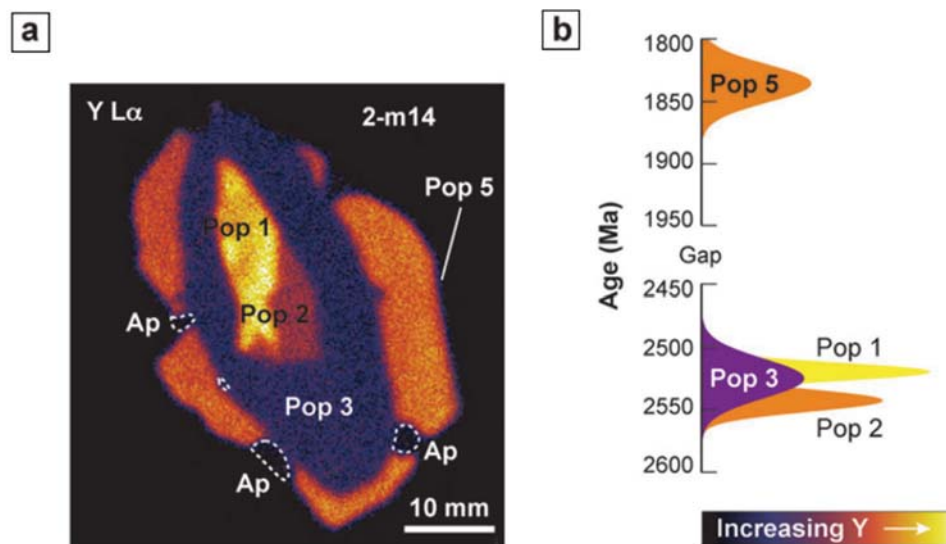 a
Y Lα
2-m14
Pop 5
Pop 1
Pop 2
Ap
Pop 3
Ap
Ap
10 mm
b
1800
Pop 5
1850
1900
1950
Age (Ma)
Gap
2450
2500
Pop 1
Pop 3
2550
Pop 2
2600
Increasing Y